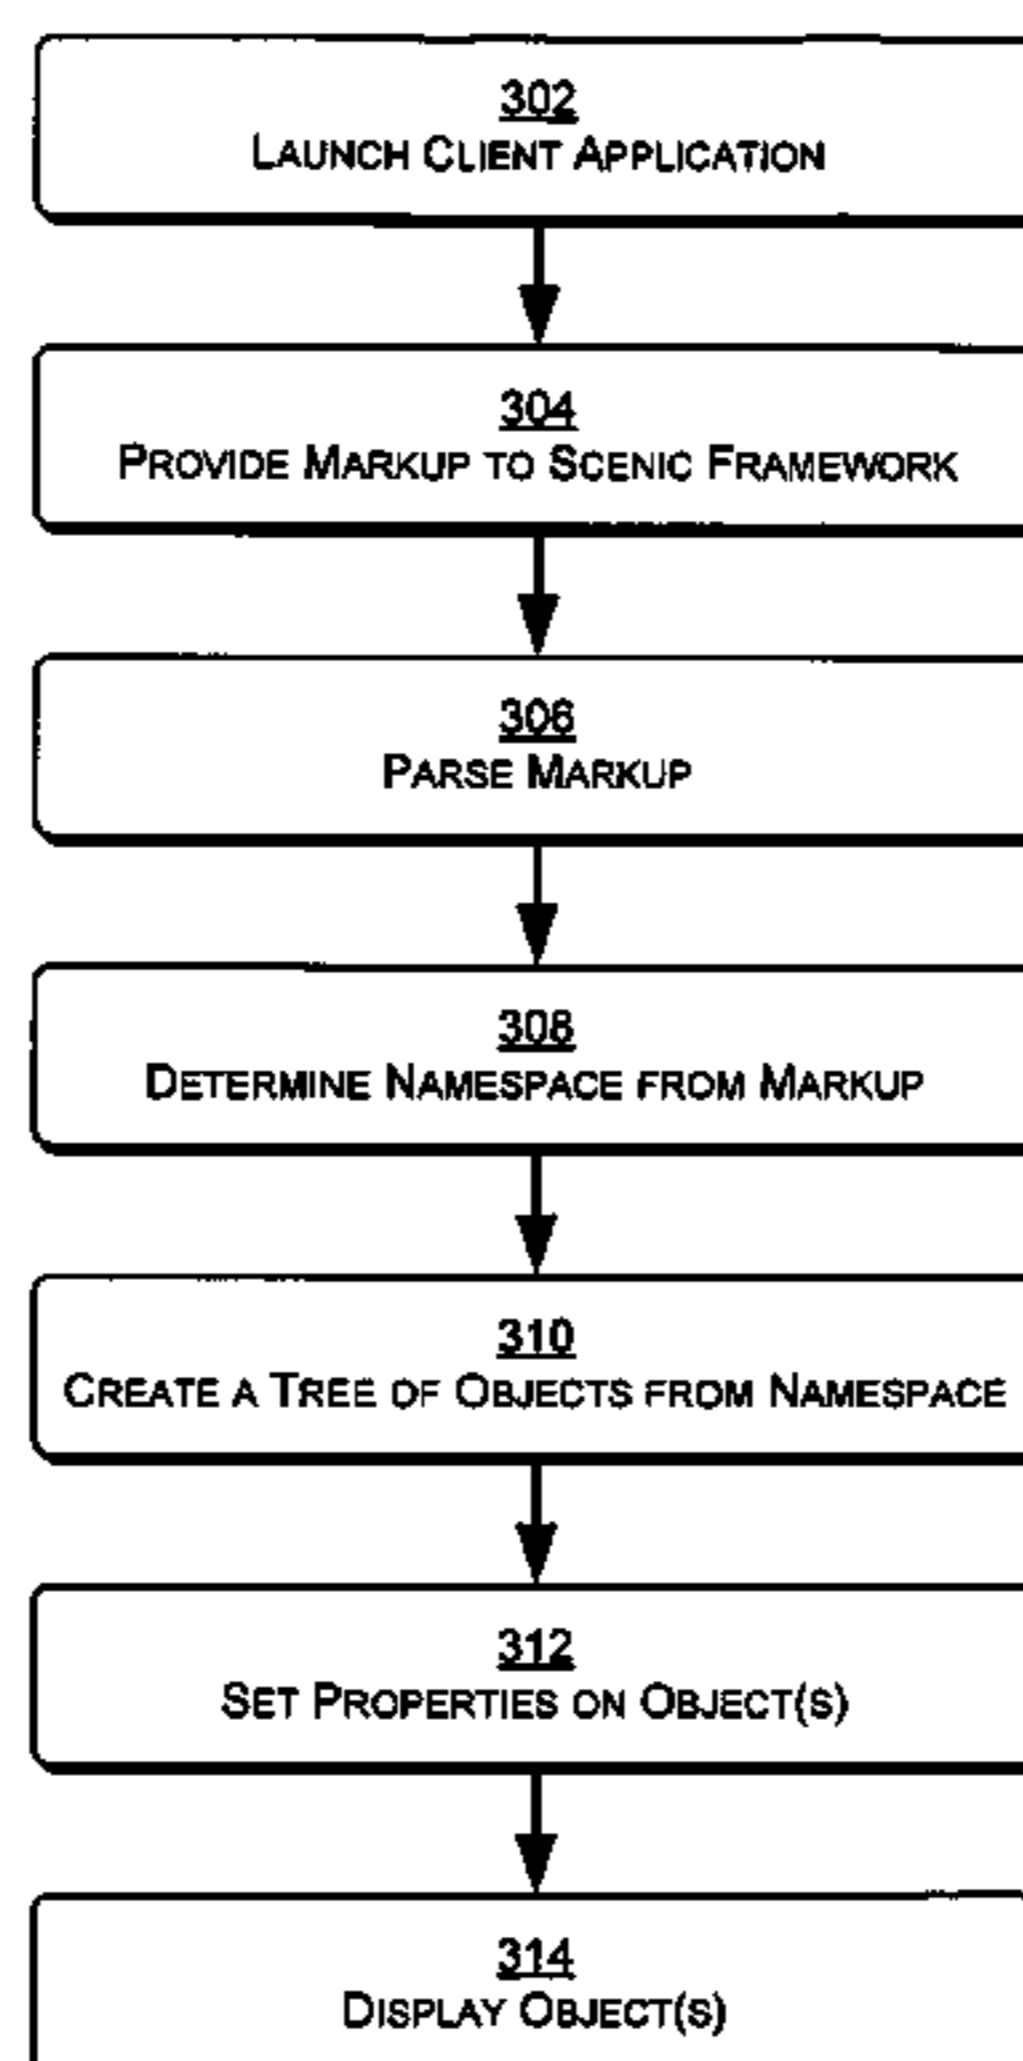 302
LAUNCH CLIENT APPLICATION
304
PROVIDE MARKUP TO SCENIC FRAMEWORK
306
PARSE MARKUP
308
DETERMINE NAMESPACE FROM MARKUP
310
CREATE A TREE OF OBJECTS FROM NAMESPACE
312
SET PROPERTIES ON OBJECT(S)
314
DISPLAY OBJECT(S)